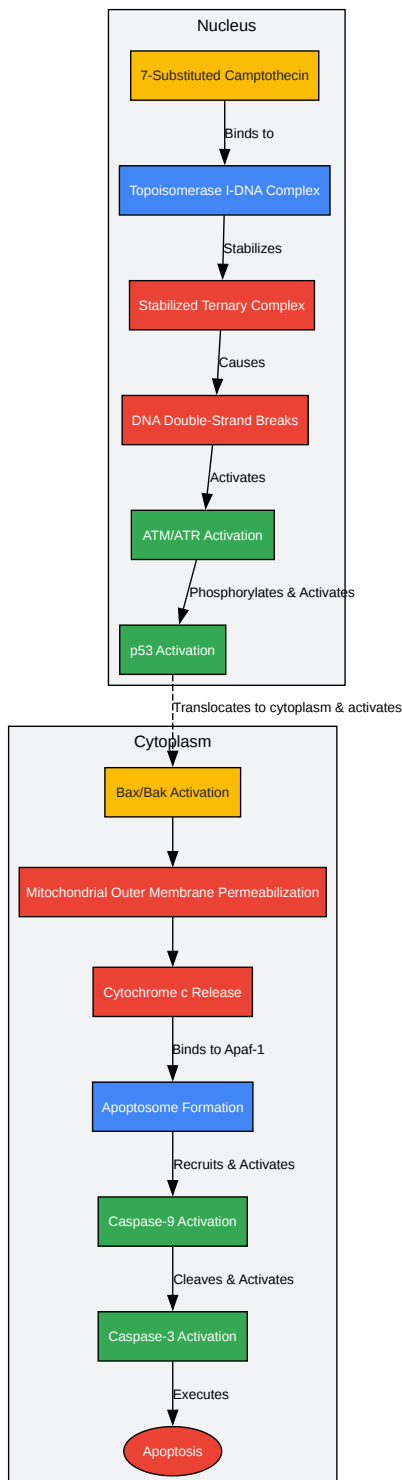 Nucleus
7-Substituted Camptothecin
Binds to
Topoisomerase I-DNA Complex
Stabilizes
Stabilized Ternary Complex
Causes
DNA Double-Strand Breaks
Activates
ATM/ATR Activation
Phosphorylates & Activates
p53 Activation
Translocates to cytoplasm & activates
Cytoplasm
Bax/Bak Activation
Mitochondrial Outer Membrane Permeabilization
Cytochrome c Release
Binds to Apaf-1
Apoptosome Formation
Recruits & Activates
Caspase-9 Activation
Cleaves & Activates
Caspase-3 Activation
Executes
Apoptosis